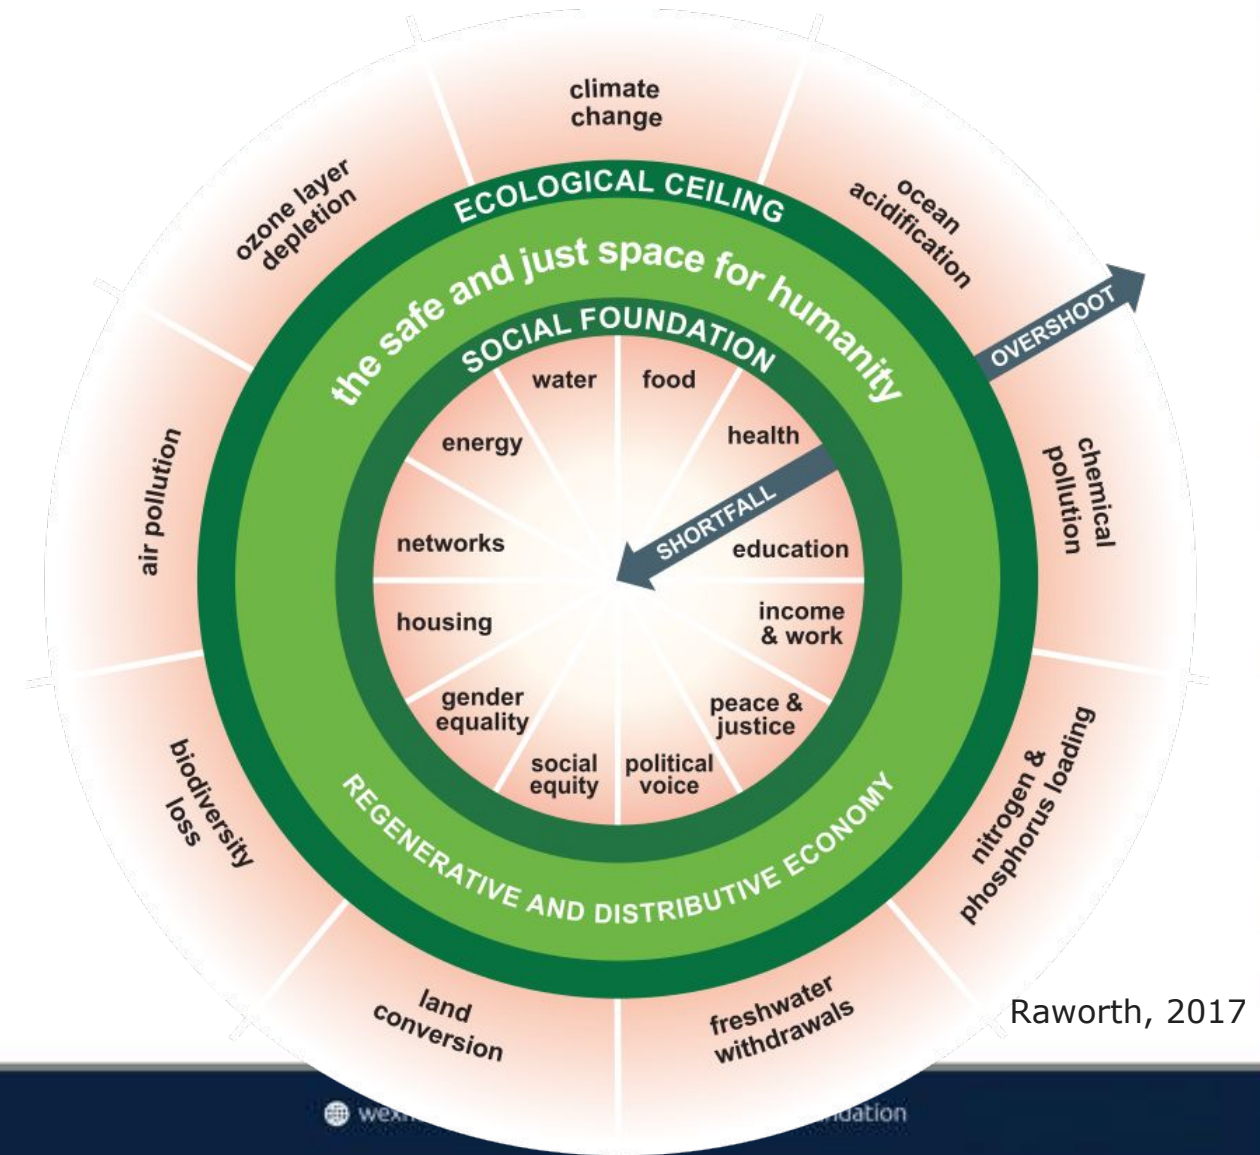 climate
change
ocean
acidification
chemical
pollution
nitrogen &
phosphorus loading
freshwater
withdrawals
land
conversion
biodiversity
loss
air pollution
ozone layer
depletion
ECOLOGICAL CEILING
the safe and just space for humanity
SOCIAL FOUNDATION
OVERSHOOT
water
food
health
SHORTFALL
education
income
& work
peace &
justice
political
voice
social
equity
gender
equality
housing
networks
energy
REGENERATIVE AND DISTRIBUTIVE ECONOMY
Raworth, 2017